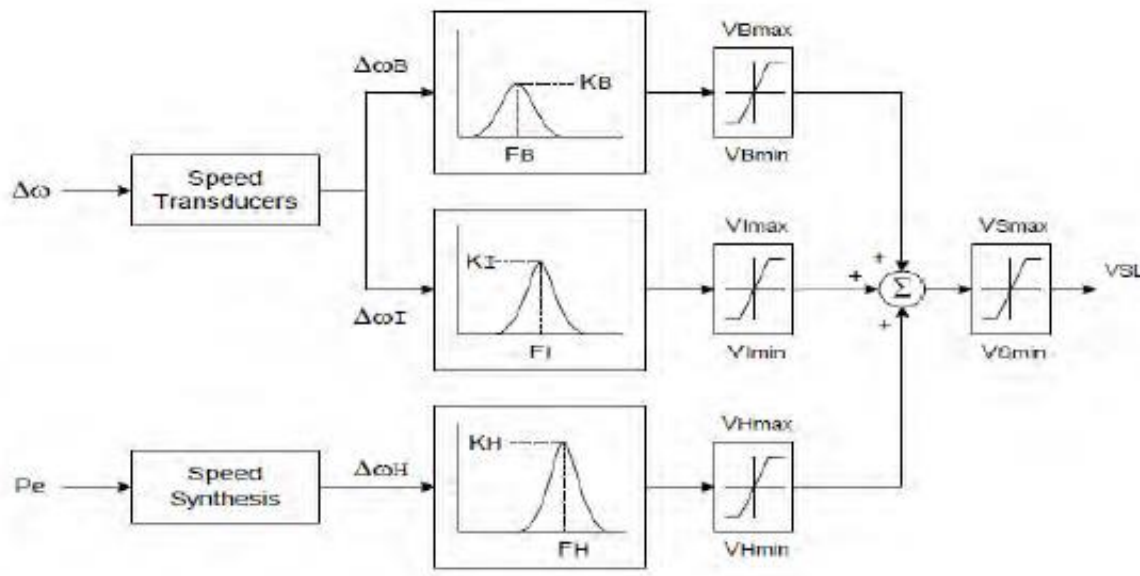 VBmax
ΔωB
KB
FB
VBmin
Δω
Speed
Transducers
VImax
VSmax
KI
+
+
Σ
VSL
+
ΔωI
FI
VImin
VSmin
VHmax
KH
Pe
Speed
Synthesis
ΔωH
FH
VHmin